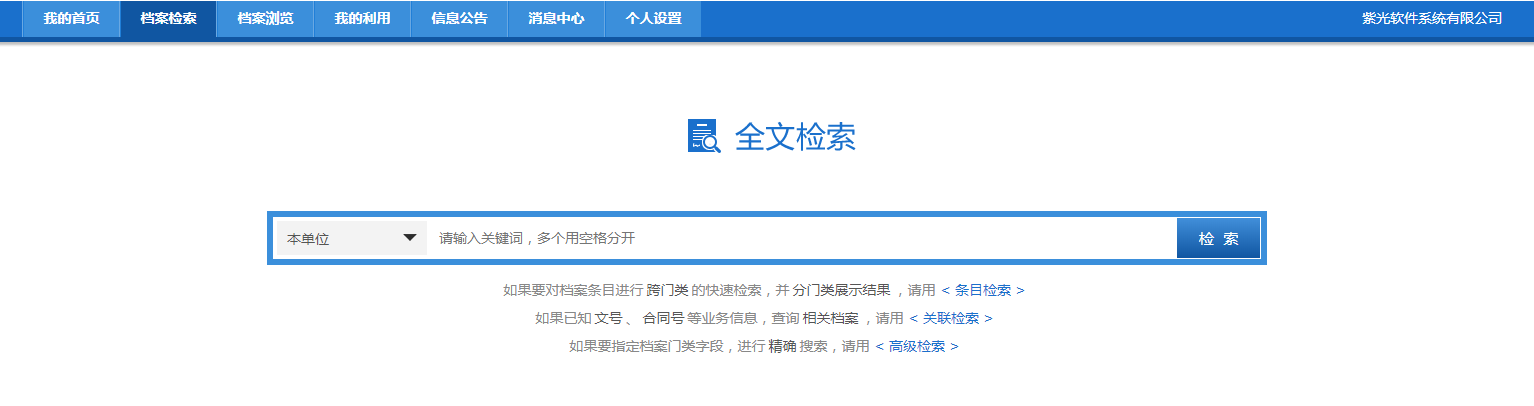 我的首页 档案检索 档案浏览 我的利用 信息公告 消息中心 个人设置 紫光软件系统有限公司
全文检索
本单位 请输入关键词，多个用空格分开 检 索
如果要对档案条目进行 跨门类 的快速检索，并 分门类展示结果 ，请用 < 条目检索 >
如果已知 文号 、 合同号 等业务信息，查询 相关档案 ，请用 < 关联检索 >
如果要指定档案门类字段，进行 精确 搜索，请用 < 高级检索 >